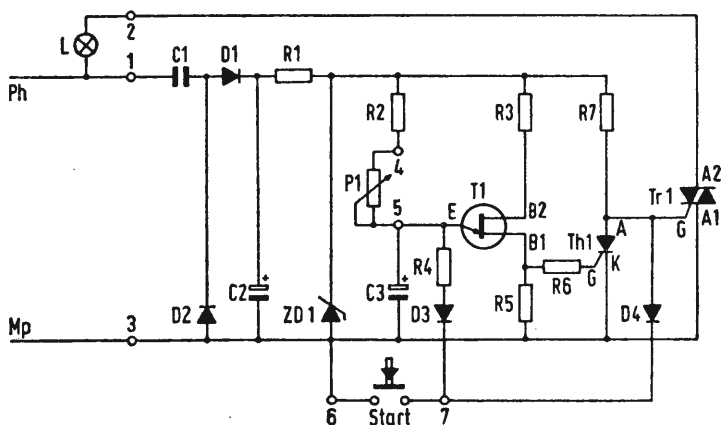 2
L
1
C1
D1
R1
Ph
R2
R3
R7
4
P1
A2
T1
Tr1
5
E
B2
A1
G
A
B1
Th1
K
R4
G
R6
C2
C3
R5
D2
ZD1
D3
D4
Mp
3
6
Start
7
+
+